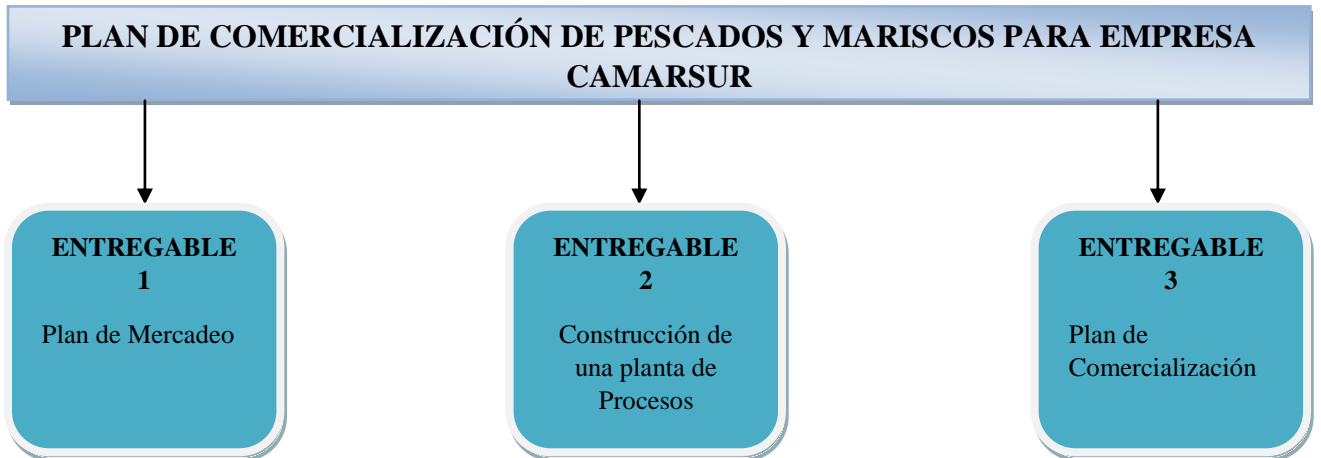 PLAN DE COMERCIALIZACIÓN DE PESCADOS Y MARISCOS PARA EMPRESA
CAMARSUR
ENTREGABLE
1
Plan de Mercadeo
ENTREGABLE
2
Construcción de
una planta de
Procesos
ENTREGABLE
3
Plan de
Comercialización